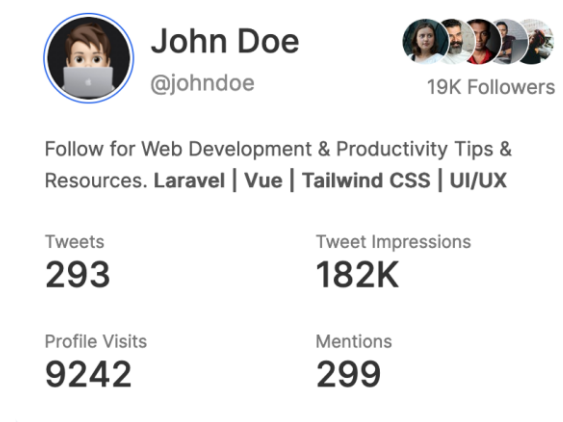 John Doe
@johndoe
19K Followers
Follow for Web Development & Productivity Tips &
Resources. Laravel | Vue | Tailwind CSS | UI/UX
Tweets
293
Tweet Impressions
182K
Profile Visits
9242
Mentions
299